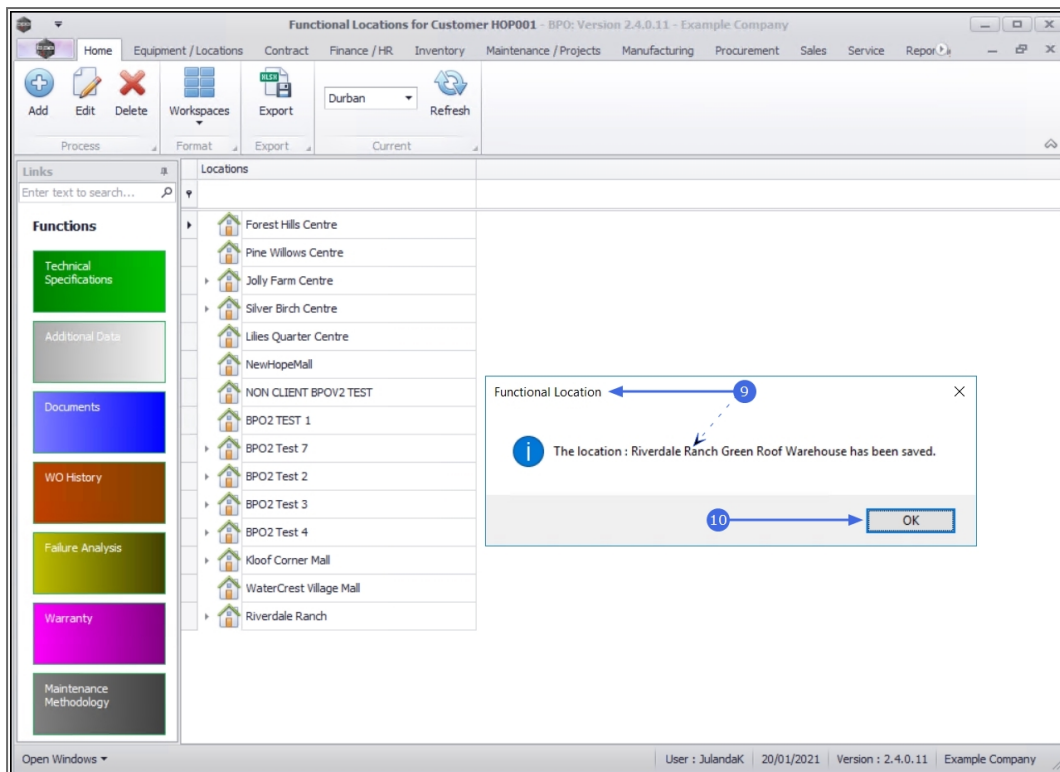 Functional Locations for Customer HOP001 - BPO: Version 2.4.0.11 - Example Company
Home Equipment / Locations Contract Finance / HR Inventory Maintenance / Projects Manufacturing Procurement Sales Service
Add Edit Delete Workspaces Export Durban Refresh
Process Format Export Current
Links
Enter text to search...
Functions
Technical
Specifications
Additional Data
Documents
WO History
Failure Analysis
Warranty
Maintenance
Methodology
Locations
Forest Hills Centre
Pine Willows Centre
Jolly Farm Centre
Silver Birch Centre
Lilies Quarter Centre
NewHopeMall
NON CLIENT BPOV2 TEST
BPO2 TEST 1
BPO2 Test 7
BPO2 Test 2
BPO2 Test 3
BPO2 Test 4
Kloof Corner Mall
WaterCrest Village Mall
Riverdale Ranch
Functional Location 9
The location : Riverdale Ranch Green Roof Warehouse has been saved.
10 OK
Open Windows User : JulandaK 20/01/2021 Version : 2.4.0.11 Example Company